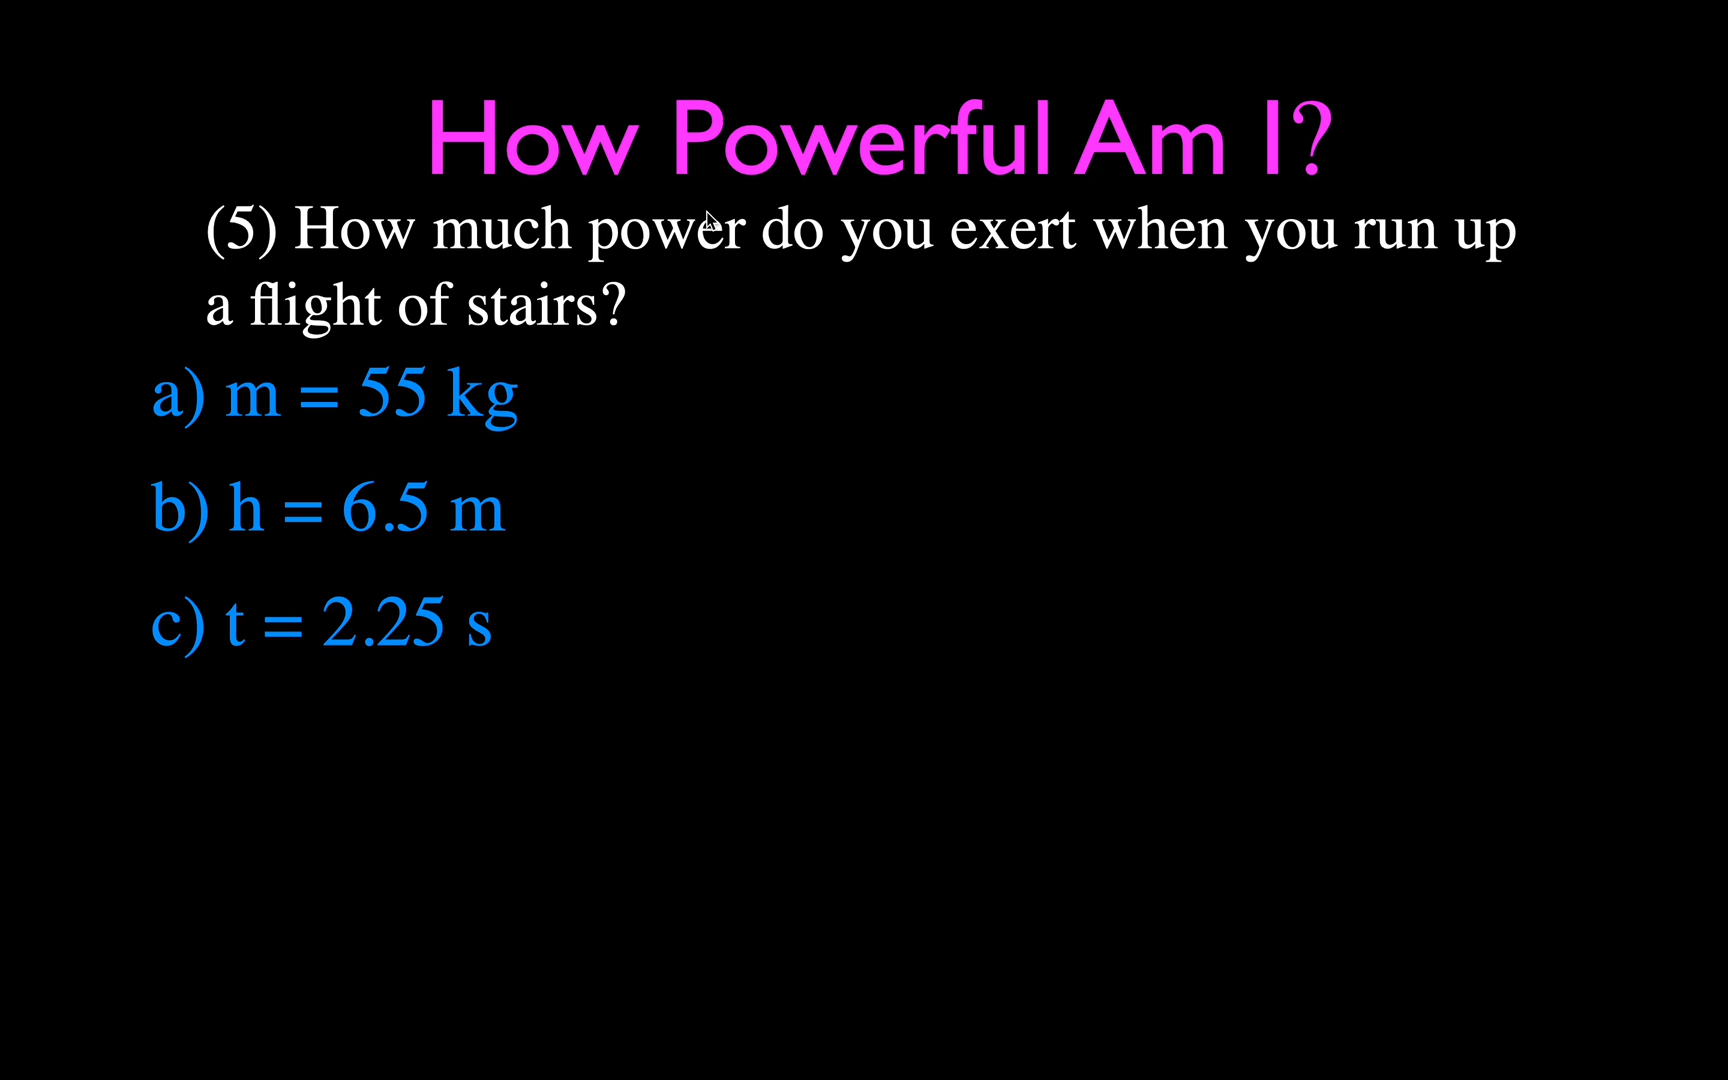 How Powerful Am I?
(5) How much power do you exert when you run up
a flight of stairs?
a) m = 55 kg
b) h = 6.5 m
c) t = 2.25 s